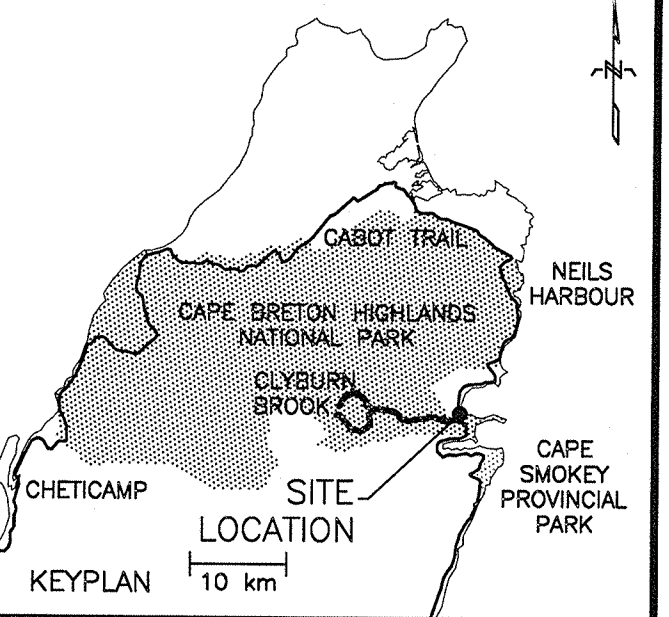 N
CABOT TRAIL
NEILS
HARBOUR
CAPE BRETON HIGHLANDS
NATIONAL PARK
CLYBURN
BROOK
CAPE
SMOKEY
PROVINCIAL
PARK
CHETICAMP
SITE
LOCATION
KEYPLAN
10 km